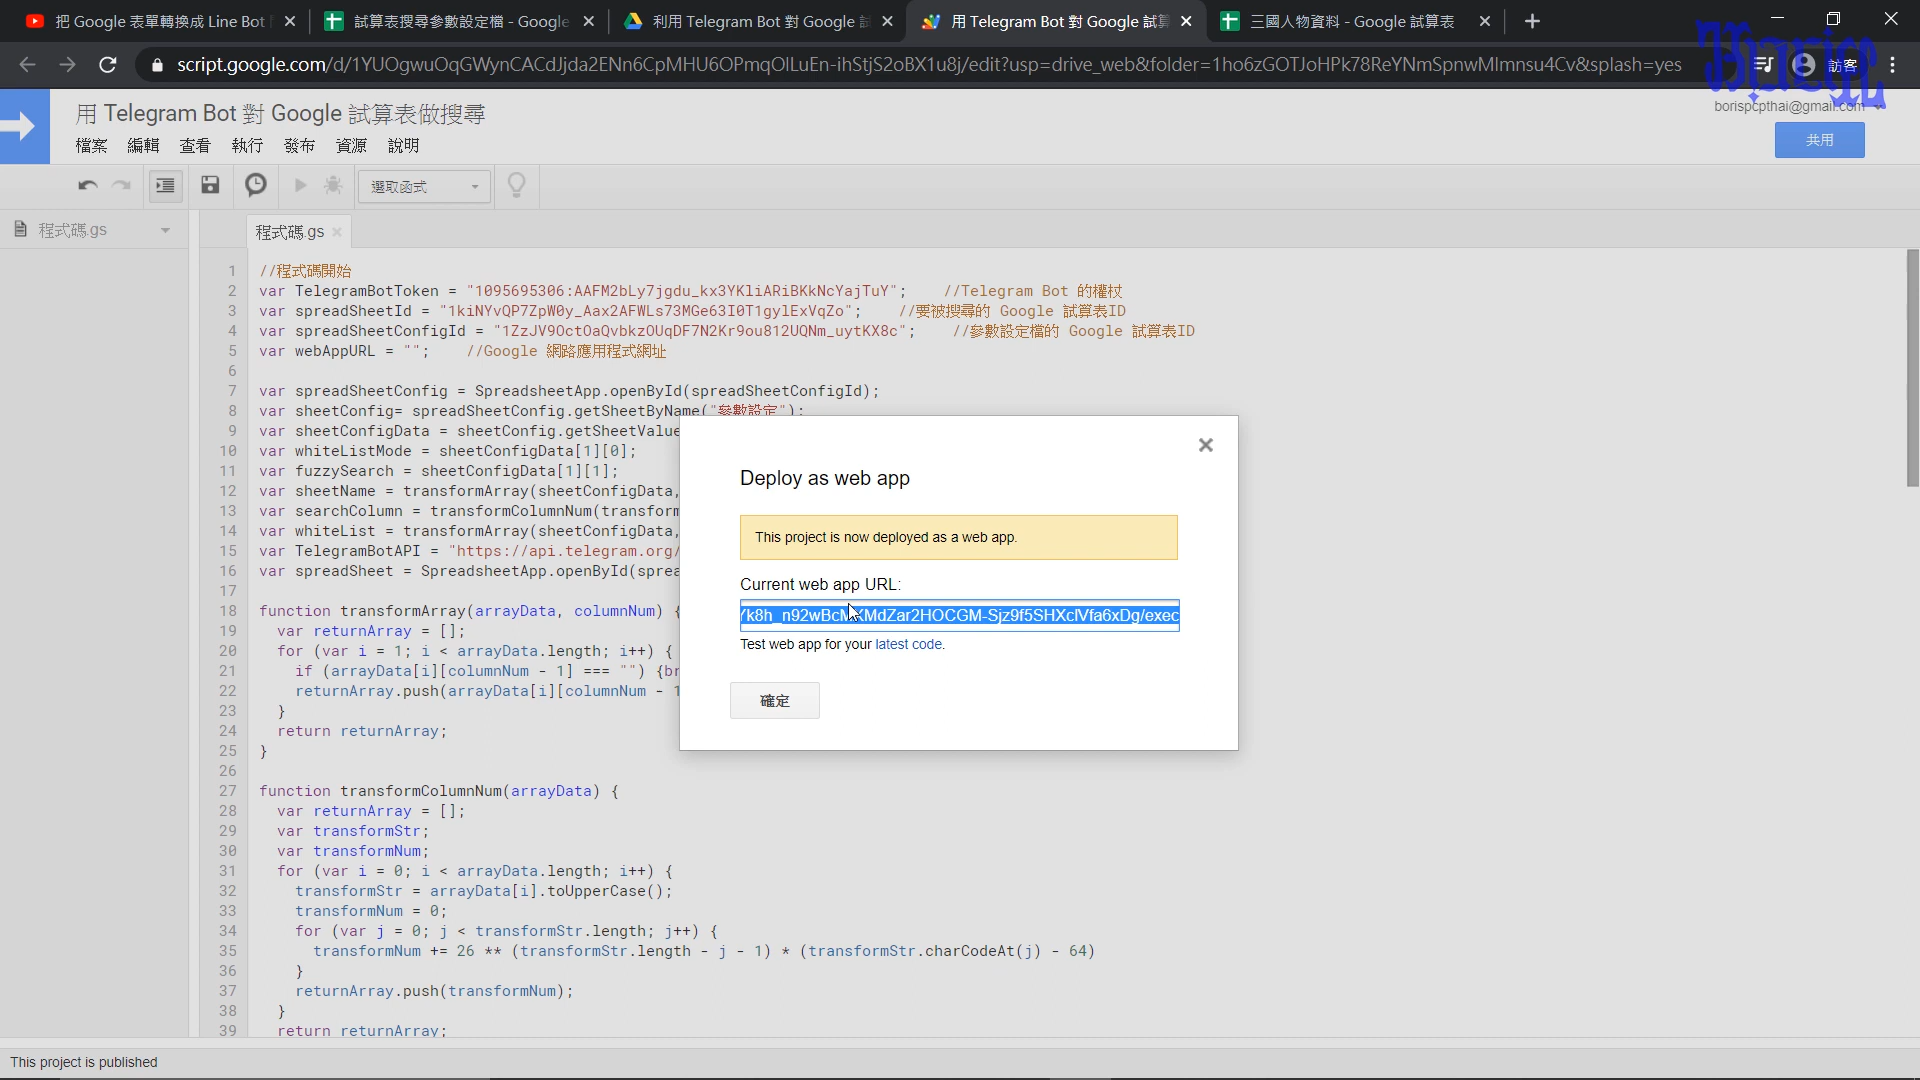 把 Google 表單轉換成 Line Bot
試算表搜尋參數設定檔 - Google
利用 Telegram Bot 對 Google 試
用 Telegram Bot 對 Google 試算
三國人物資料 - Google 試算表
script.google.com/d/1YUOgwuOqGWynCACdJjda2ENn6CpMHU6OPmqOlLuEn-ihStjS2oBX1u8j/edit?usp=drive_web&folder=1ho6zGOTJoHPk78ReYNmSpnwMlmnsu4Cv&splash=yes
訪客
用 Telegram Bot 對 Google 試算表做搜尋
borispcpthai@gmail.com
檔案 編輯 查看 執行 發布 資源 說明
共用
選取函式
程式碼.gs
程式碼.gs
1 //程式碼開始
2 var TelegramBotToken = "1095695306:AAFM2bLy7jgdu_kx3YKliARiBKkNcYajTuY"; //Telegram Bot 的權杖
3 var spreadSheetId = "1kiNYvQP7ZpW0y_Aax2AFWLs73MGe63I0T1gylExVqZo"; //要被搜尋的 Google 試算表ID
4 var spreadSheetConfigId = "1ZzJV9OctOaQvbkzOUqDF7N2Kr9ou812UQNm_uytKX8c"; //參數設定檔的 Google 試算表ID
5 var webAppURL = ""; //Google 網路應用程式網址
6
7 var spreadSheetConfig = SpreadsheetApp.openById(spreadSheetConfigId);
8 var sheetConfig= spreadSheetConfig.getSheetByName("參數設定");
9 var sheetConfigData = sheetConfig.getSheetValue
10 var whiteListMode = sheetConfigData[1][0];
11 var fuzzySearch = sheetConfigData[1][1];
12 var sheetName = transformArray(sheetConfigData,
13 var searchColumn = transformColumnNum(transform
14 var whiteList = transformArray(sheetConfigData,
15 var TelegramBotAPI = "https://api.telegram.org/
16 var spreadSheet = SpreadsheetApp.openById(sprea
17
18 function transformArray(arrayData, columnNum) {
19 var returnArray = [];
20 for (var i = 1; i < arrayData.length; i++) {
21 if (arrayData[i][columnNum - 1] === "") {br
22 returnArray.push(arrayData[i][columnNum - 1
23 }
24 return returnArray;
25 }
26
27 function transformColumnNum(arrayData) {
28 var returnArray = [];
29 var transformStr;
30 var transformNum;
31 for (var i = 0; i < arrayData.length; i++) {
32 transformStr = arrayData[i].toUpperCase();
33 transformNum = 0;
34 for (var j = 0; j < transformStr.length; j++) {
35 transformNum += 26 ** (transformStr.length - j - 1) * (transformStr.charCodeAt(j) - 64)
36 }
37 returnArray.push(transformNum);
38 }
39 return returnArray;
Deploy as web app
This project is now deployed as a web app.
Current web app URL:
Yk8h_n92wBcMXMdZar2HOCGM-Sjz9f5SHXclVfa6xDg/exec
Test web app for your latest code.
確定
This project is published